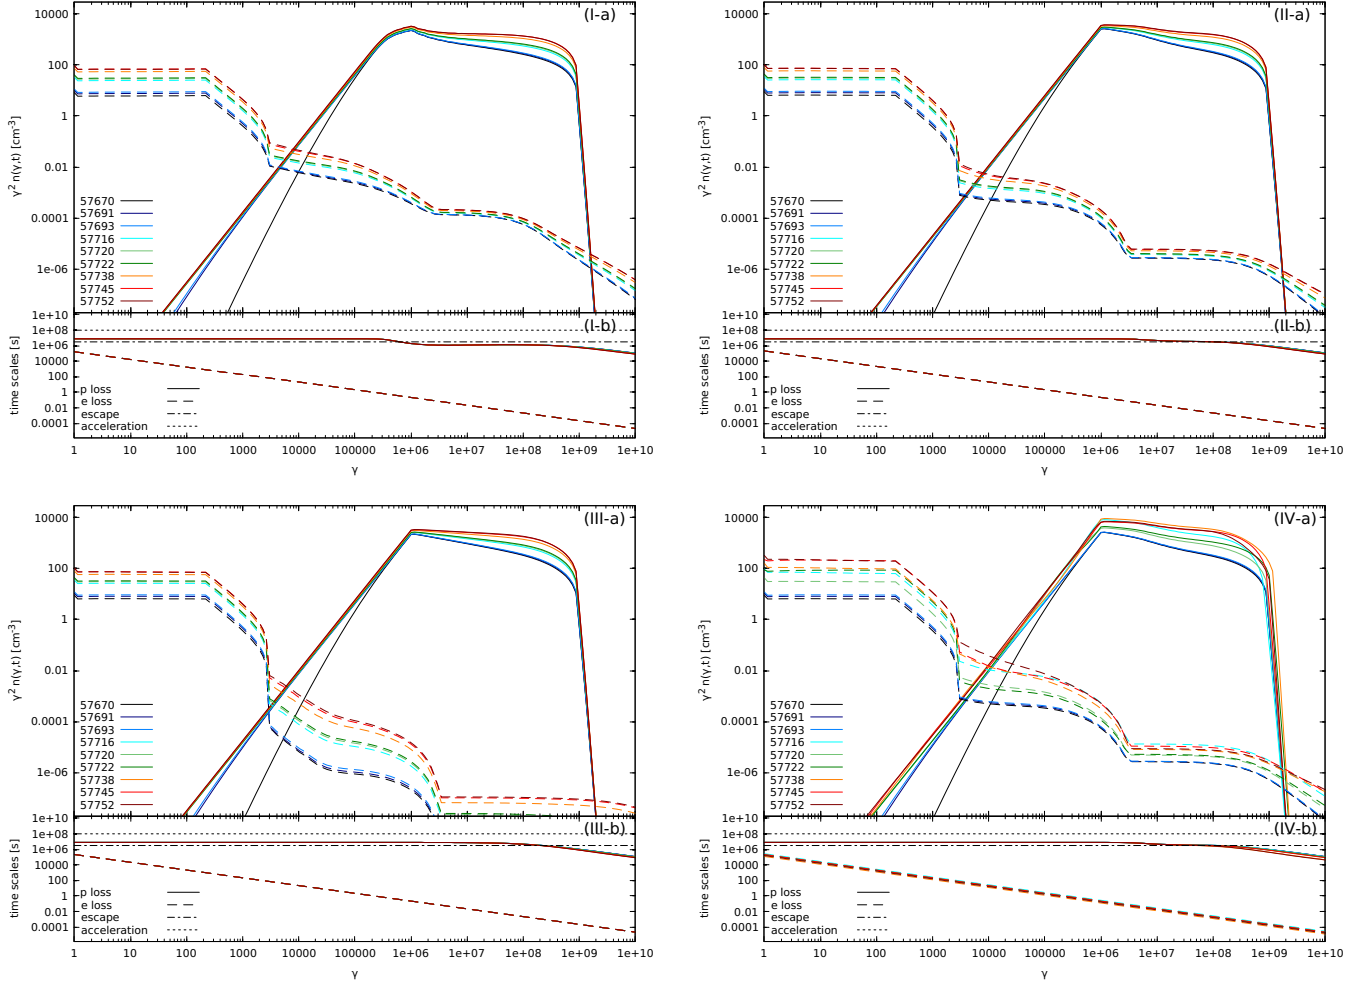 (I-a)
γ² n(γ,t) [cm⁻³]
10000
100
1
0.01
0.0001
1e-06
57670
57691
57693
57716
57720
57722
57738
57745
57752
(I-b)
time scales [s]
1e+10
1e+08
1e+06
10000
100
1
0.01
0.0001
p loss
e loss
escape
acceleration
1 10 100 1000 10000 100000 1e+06 1e+07 1e+08 1e+09 1e+10
γ
(II-a)
γ² n(γ,t) [cm⁻³]
10000
100
1
0.01
0.0001
1e-06
57670
57691
57693
57716
57720
57722
57738
57745
57752
(II-b)
time scales [s]
1e+10
1e+08
1e+06
10000
100
1
0.01
0.0001
p loss
e loss
escape
acceleration
1 10 100 1000 10000 100000 1e+06 1e+07 1e+08 1e+09 1e+10
γ
(III-a)
γ² n(γ,t) [cm⁻³]
10000
100
1
0.01
0.0001
1e-06
57670
57691
57693
57716
57720
57722
57738
57745
57752
(III-b)
time scales [s]
1e+10
1e+08
1e+06
10000
100
1
0.01
0.0001
p loss
e loss
escape
acceleration
1 10 100 1000 10000 100000 1e+06 1e+07 1e+08 1e+09 1e+10
γ
(IV-a)
γ² n(γ,t) [cm⁻³]
10000
100
1
0.01
0.0001
1e-06
57670
57691
57693
57716
57720
57722
57738
57745
57752
(IV-b)
time scales [s]
1e+10
1e+08
1e+06
10000
100
1
0.01
0.0001
p loss
e loss
escape
acceleration
1 10 100 1000 10000 100000 1e+06 1e+07 1e+08 1e+09 1e+10
γ